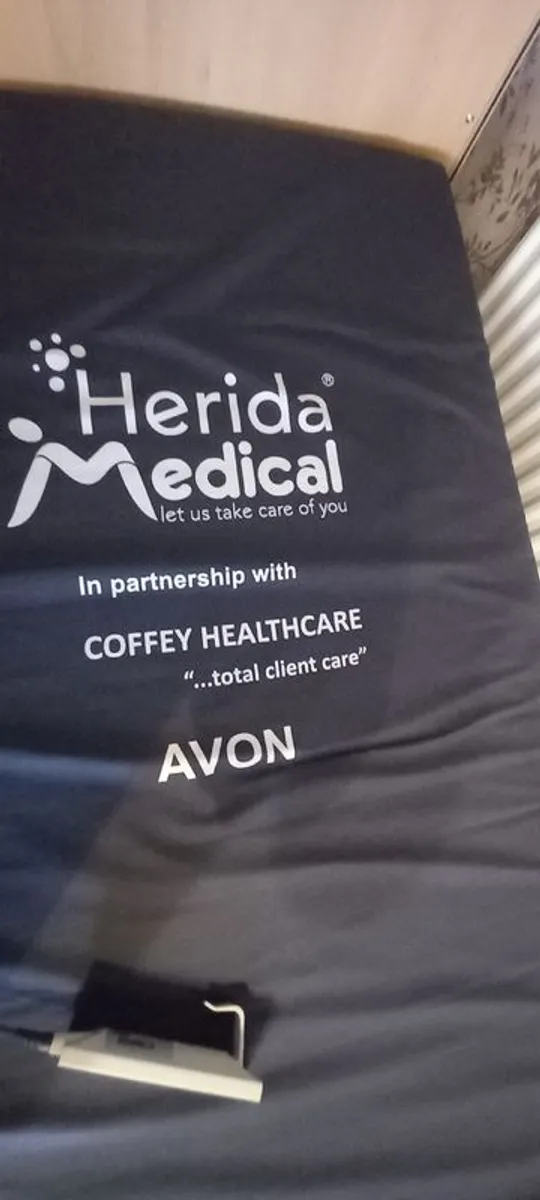 Herida®
Medical
let us take care of you
In partnership with
COFFEY HEALTHCARE
“...total client care”
AVON